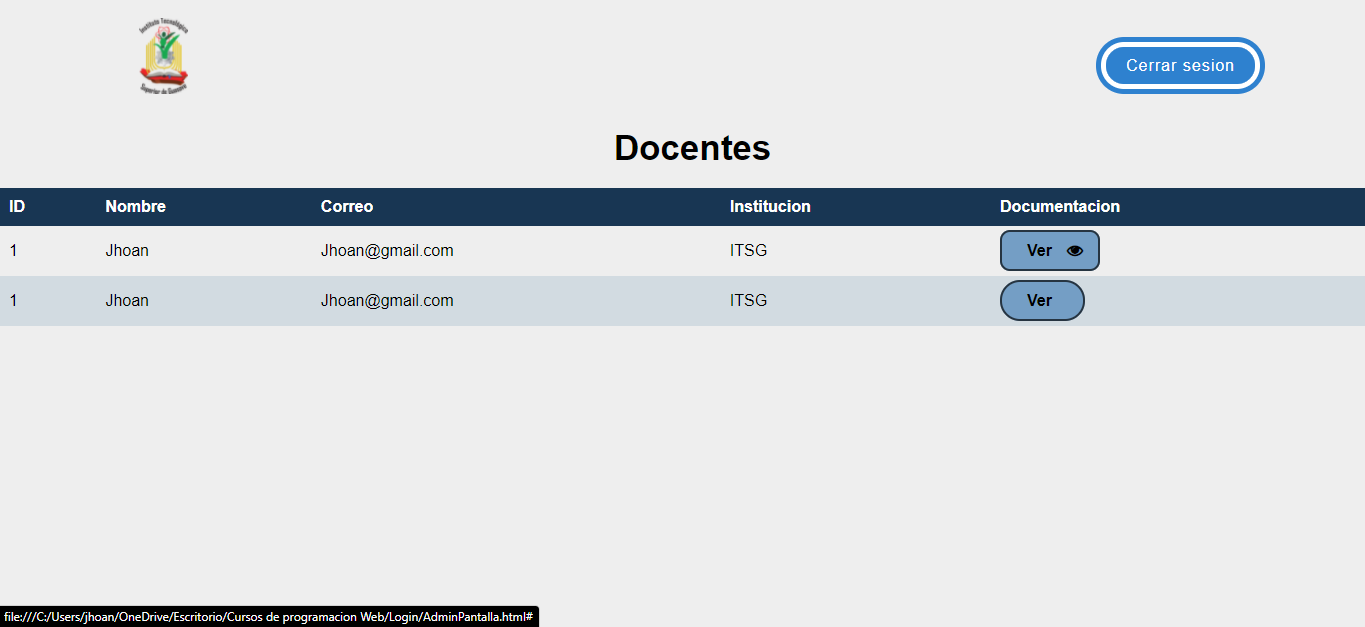 Instituto Tecnológico
Superior de Guasave
Cerrar sesion
Docentes
ID Nombre Correo Institucion Documentacion
1 Jhoan Jhoan@gmail.com ITSG Ver
1 Jhoan Jhoan@gmail.com ITSG Ver
file:///C:/Users/jhoan/OneDrive/Escritorio/Cursos de programacion Web/Login/AdminPantalla.html#